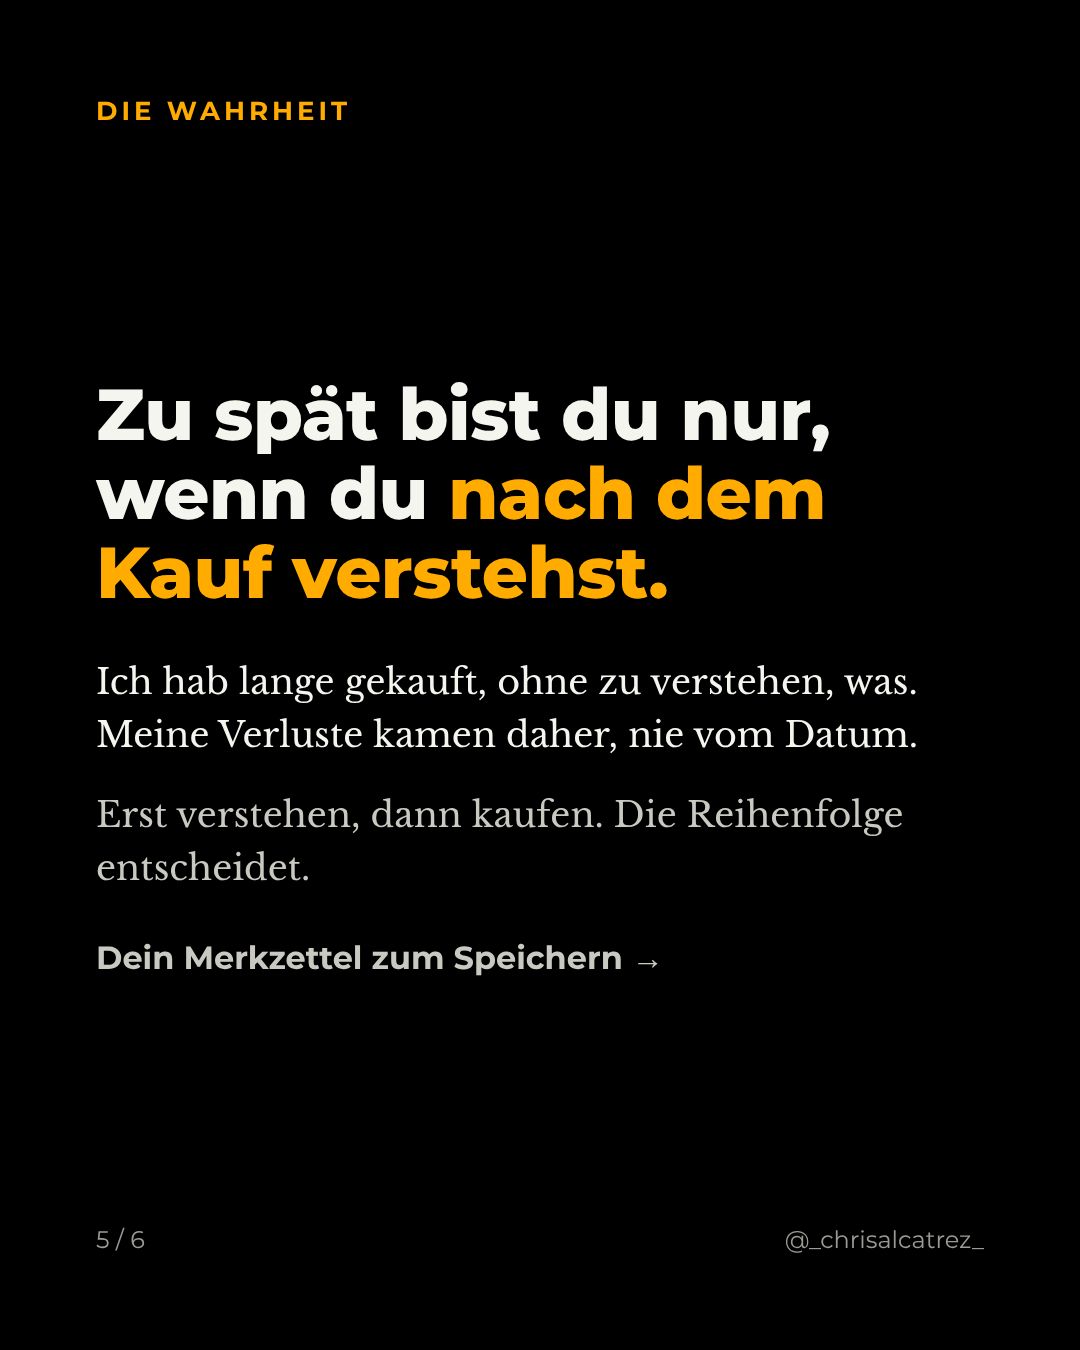 DIE WAHRHEIT
Zu spät bist du nur,
wenn du nach dem
Kauf verstehst.
Ich hab lange gekauft, ohne zu verstehen, was.
Meine Verluste kamen daher, nie vom Datum.
Erst verstehen, dann kaufen. Die Reihenfolge
entscheidet.
Dein Merkzettel zum Speichern →
5 / 6
@_chrisalcatrez_